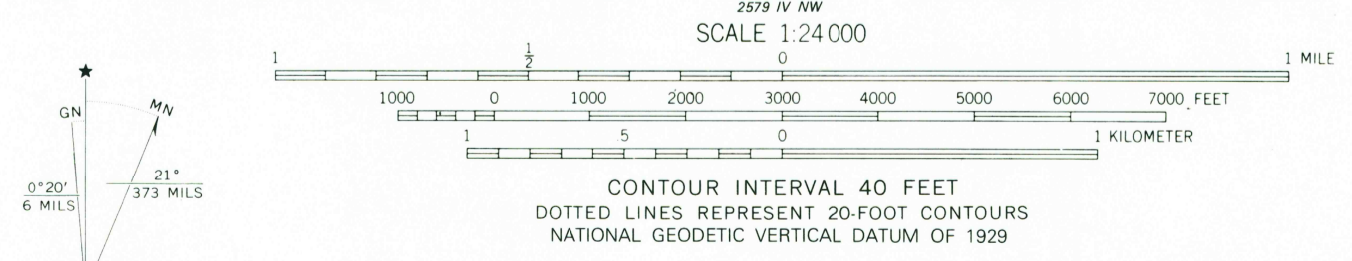 2579 IV NW
SCALE 1:24 000
1 1/2 0 1 MILE
1000 0 1000 2000 3000 4000 5000 6000 7000 FEET
1 .5 0 1 KILOMETER
CONTOUR INTERVAL 40 FEET
DOTTED LINES REPRESENT 20-FOOT CONTOURS
NATIONAL GEODETIC VERTICAL DATUM OF 1929
★
GN
MN
0°20'
6 MILS
21°
373 MILS